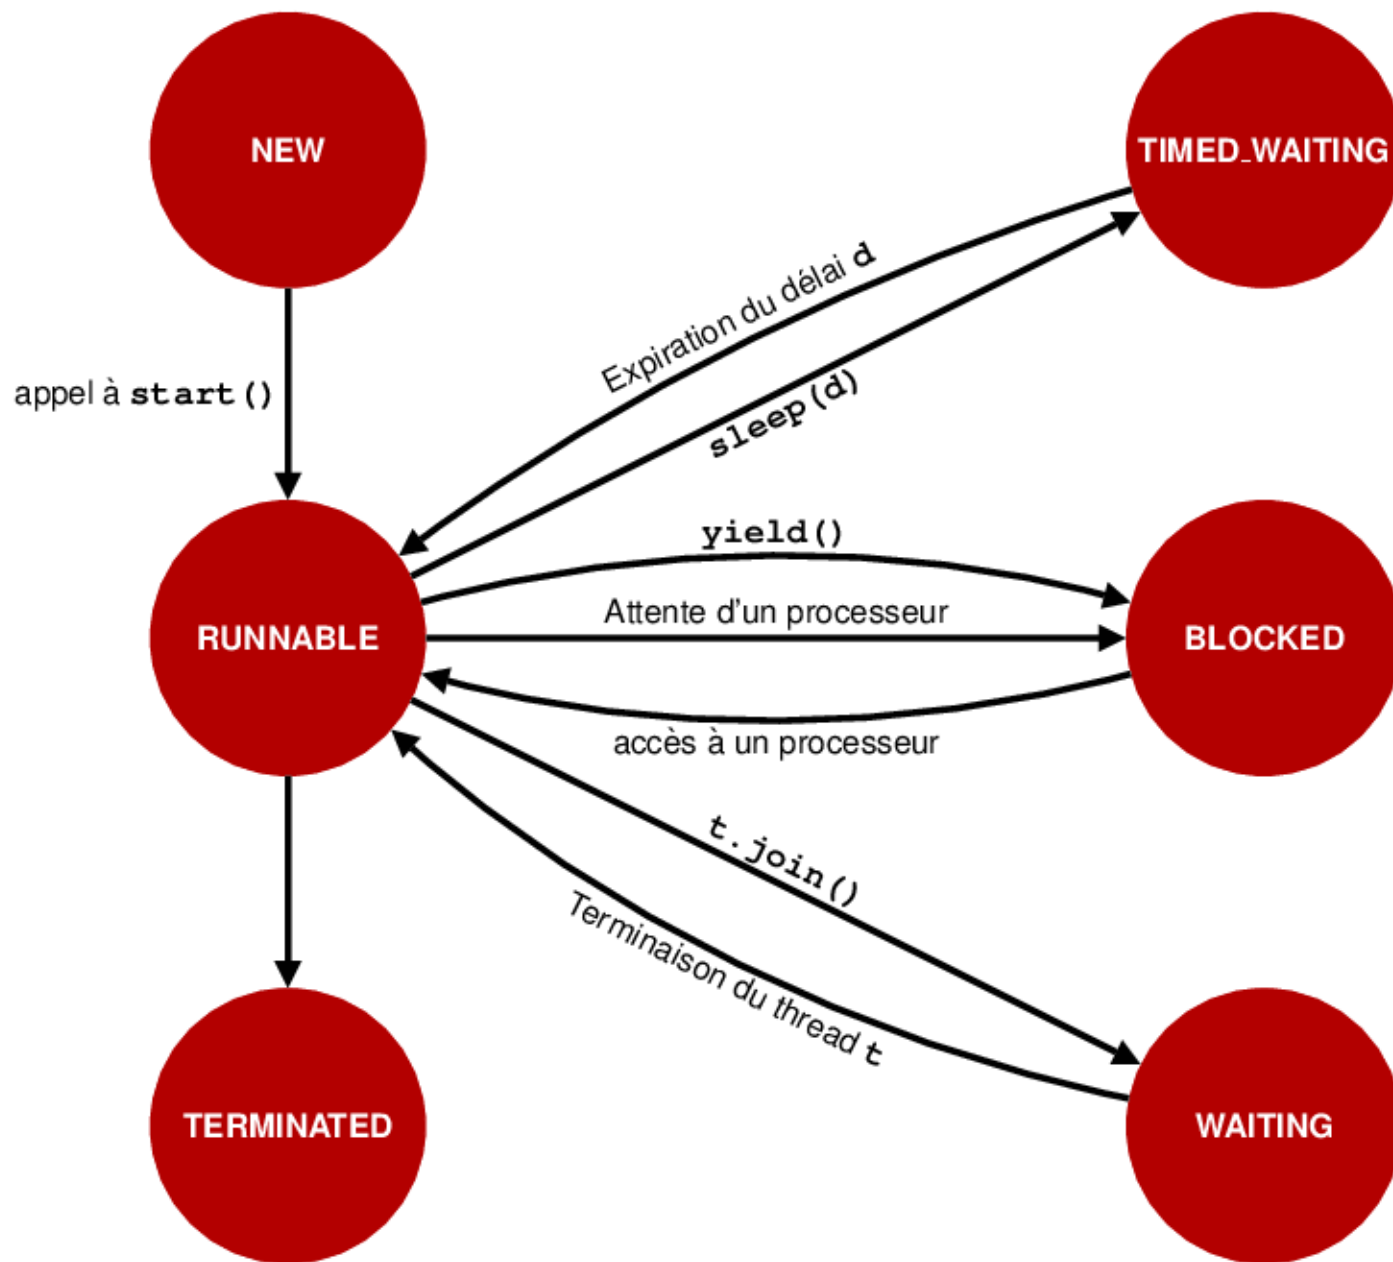 NEW
TIMED_WAITING
Expiration du délai d
sleep(d)
appel à start()
yield()
Attente d'un processeur
RUNNABLE
BLOCKED
accès à un processeur
t.join()
Terminaison du thread t
TERMINATED
WAITING